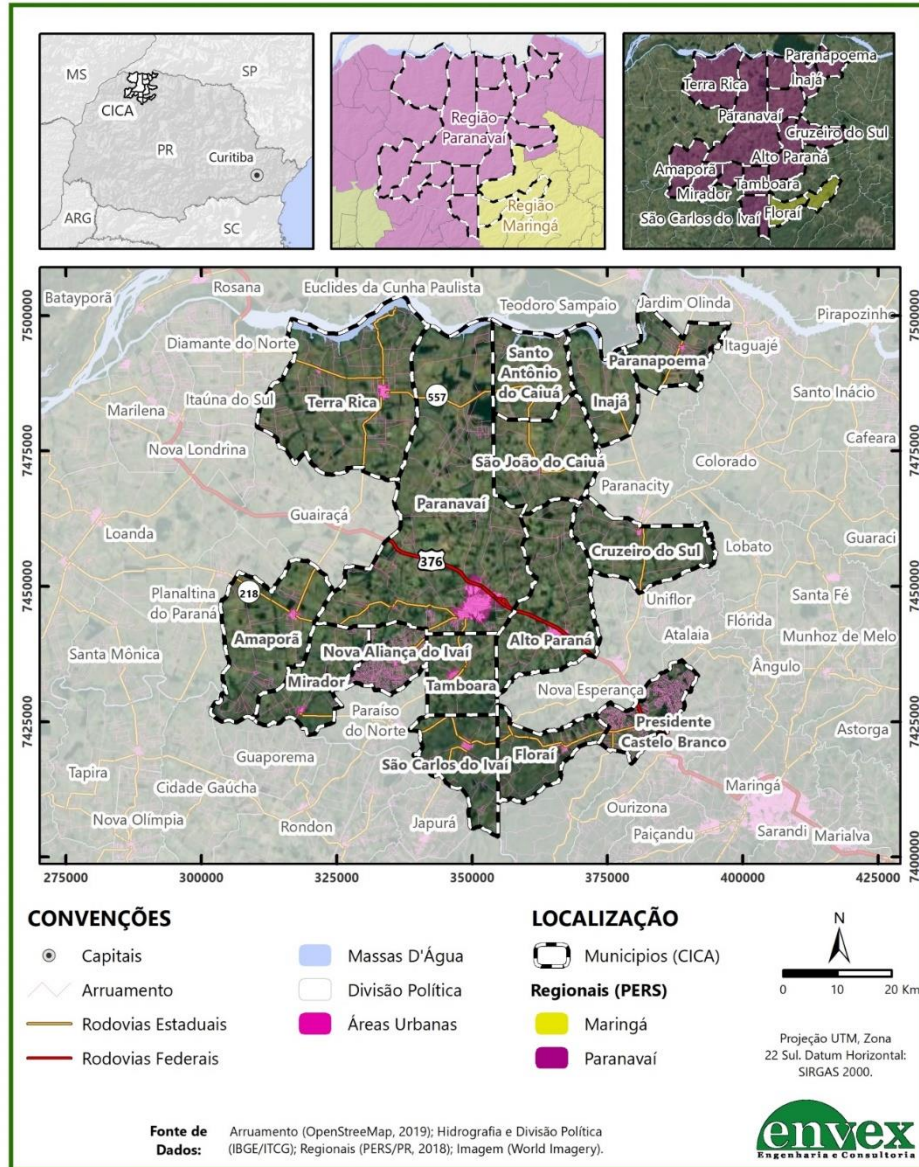 MS
SP
CICA
PR
Curitiba
ARG
SC
Região
Paranavaí
Região
Maringá
Paranapoema
Terra Rica
Inajá
Paranavaí
Cruzeiro do Sul
Alto Paraná
Amaporã
Tamboara
Mirador
Floraí
São Carlos do Ivaí
Batayporã
Rosana
Euclides da Cunha Paulista
Teodoro Sampaio
Jardim Olinda
Pirapozinho
Diamante do Norte
Santo
Antônio
do Caiuá
Paranapoema
Itaguajé
Itaúna do Sul
Terra Rica
557
Inajá
Santo Inácio
Marilena
Cafeara
Nova Londrina
São João do Caiuá
Colorado
Paranacity
Paranavaí
Guairaçá
Loanda
Cruzeiro do Sul
Lobato
Guaraci
376
Planaltina
do Paraná
218
Uniflor
Santa Fé
Flórida
Amaporã
Alto Paraná
Atalaia
Munhoz de Melo
Santa Mônica
Nova Aliança do Ivaí
Mirador
Tamboara
Nova Esperança
Ângulo
Paraíso
do Norte
Presidente
Castelo Branco
Astorga
Guaporema
São Carlos do Ivaí
Floraí
Tapira
Cidade Gaúcha
Maringá
Ourizona
Nova Olímpia
Rondon
Japurá
Paiçandu
Sarandi
Marialva
7500000
7475000
7450000
7425000
7500000
7475000
7450000
7425000
7400000
275000
300000
325000
350000
375000
400000
425000
CONVENÇÕES
Capitais
Arruamento
Rodovias Estaduais
Rodovias Federais
Massas D'Água
Divisão Política
Áreas Urbanas
LOCALIZAÇÃO
Municipios (CICA)
Regionais (PERS)
Maringá
Paranavaí
N
0 10 20 Km
Projeção UTM, Zona
22 Sul. Datum Horizontal:
SIRGAS 2000.
Fonte de
Dados:
Arruamento (OpenStreeMap, 2019); Hidrografia e Divisão Política
(IBGE/ITCG); Regionais (PERS/PR, 2018); Imagem (World Imagery).
envex
Engenharia e Consultoria